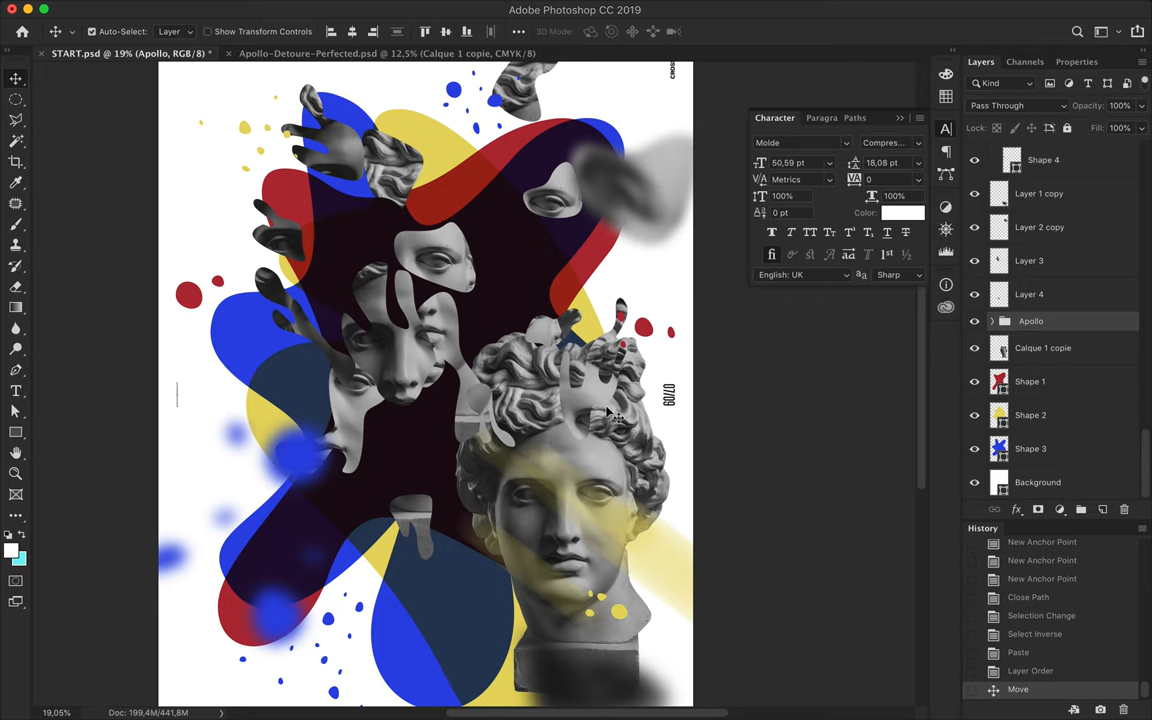 Adobe Photoshop CC 2019
Auto-Select: Layer Show Transform Controls 3D Mode:
START.psd @ 19% (Apollo, RGB/8) * Apollo-Detoure-Perfected.psd @ 12,5% (Calque 1 copie, CMYK/8)
07/09
Character Paragra Paths
Molde Compres...
50,59 pt 18,08 pt
Metrics 0
100% 100%
0 pt Color:
English: UK Sharp
Layers Channels Properties
Kind
Pass Through Opacity: 100%
Lock: Fill: 100%
Shape 4
Layer 1 copy
Layer 2 copy
Layer 3
Layer 4
Apollo
Calque 1 copie
Shape 1
Shape 2
Shape 3
Background
History
New Anchor Point
New Anchor Point
New Anchor Point
Close Path
Selection Change
Select Inverse
Paste
Layer Order
Move
19,05% Doc: 199,4M/441,8M